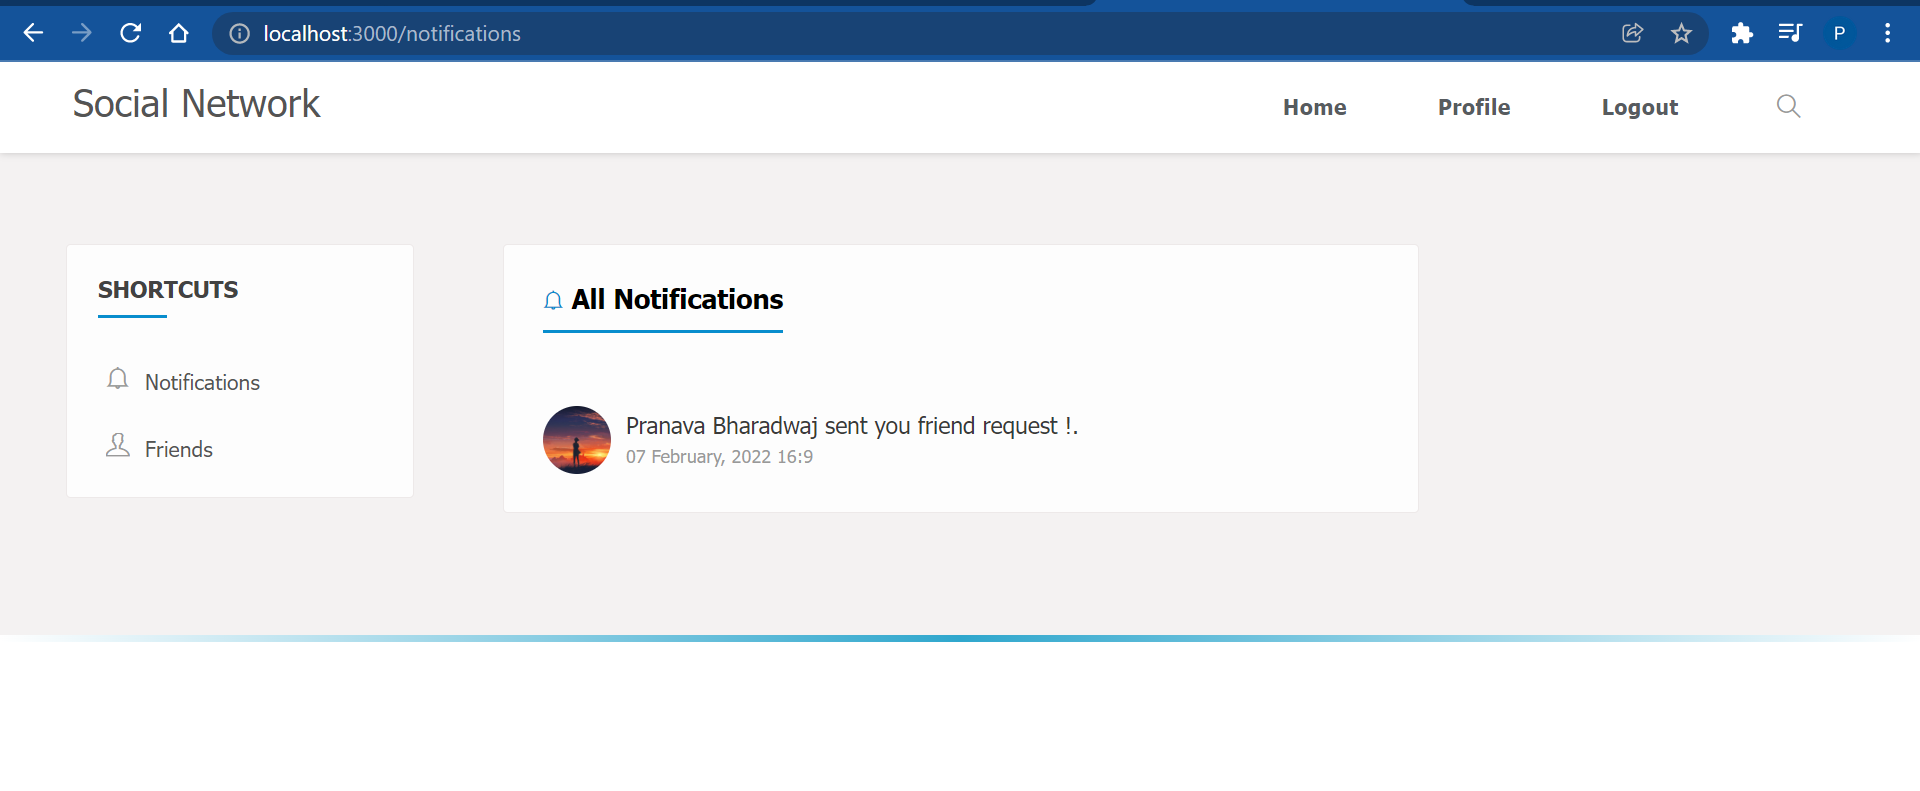 localhost:3000/notifications
P
Social Network
Home Profile Logout
SHORTCUTS
Notifications
Friends
All Notifications
Pranava Bharadwaj sent you friend request !.
07 February, 2022 16:9